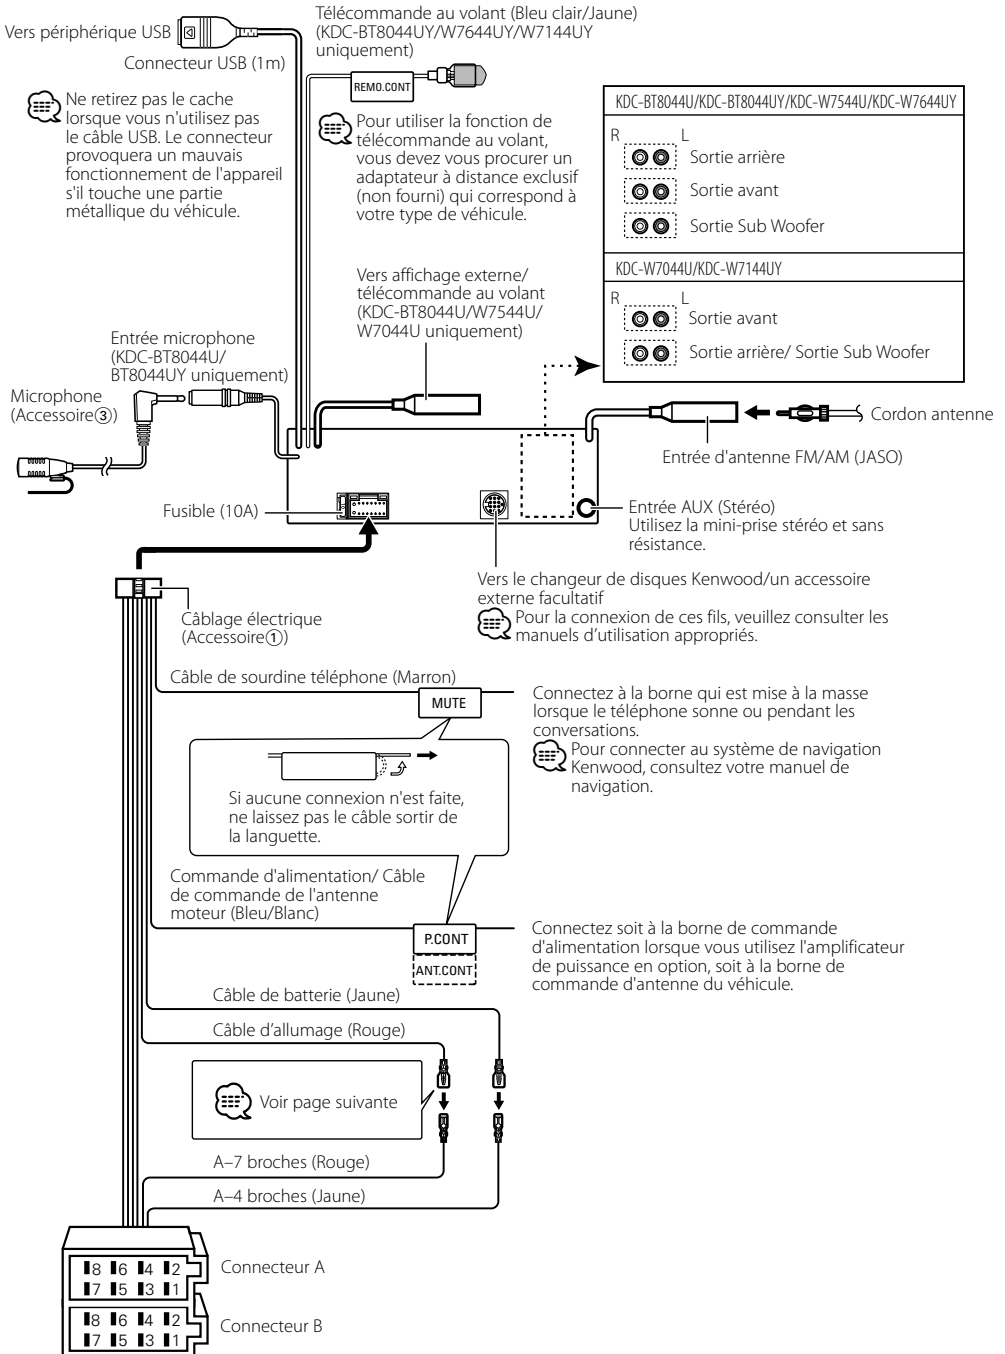 Vers périphérique USB
Connecteur USB (1m)
Télécommande au volant (Bleu clair/Jaune)
(KDC-BT8044UY/W7644UY/W7144UY
uniquement)
REMO.CONT
Ne retirez pas le cache
lorsque vous n'utilisez pas
le câble USB. Le connecteur
provoquera un mauvais
fonctionnement de l'appareil
s'il touche une partie
métallique du véhicule.
Pour utiliser la fonction de
télécommande au volant,
vous devez vous procurer un
adaptateur à distance exclusif
(non fourni) qui correspond à
votre type de véhicule.
KDC-BT8044U/KDC-BT8044UY/KDC-W7544U/KDC-W7644UY
R L
Sortie arrière
Sortie avant
Sortie Sub Woofer
KDC-W7044U/KDC-W7144UY
R L
Sortie avant
Sortie arrière/ Sortie Sub Woofer
Vers affichage externe/
télécommande au volant
(KDC-BT8044U/W7544U/
W7044U uniquement)
Entrée microphone
(KDC-BT8044U/
BT8044UY uniquement)
Microphone
(Accessoire③)
Cordon antenne
Entrée d'antenne FM/AM (JASO)
Fusible (10A)
Entrée AUX (Stéréo)
Utilisez la mini-prise stéréo et sans
résistance.
Vers le changeur de disques Kenwood/un accessoire
externe facultatif
Pour la connexion de ces fils, veuillez consulter les
manuels d’utilisation appropriés.
Câblage électrique
(Accessoire①)
Câble de sourdine téléphone (Marron)
MUTE
Connectez à la borne qui est mise à la masse
lorsque le téléphone sonne ou pendant les
conversations.
Pour connecter au système de navigation
Kenwood, consultez votre manuel de
navigation.
Si aucune connexion n'est faite,
ne laissez pas le câble sortir de
la languette.
Commande d'alimentation/ Câble
de commande de l'antenne
moteur (Bleu/Blanc)
P.CONT
ANT.CONT
Connectez soit à la borne de commande
d'alimentation lorsque vous utilisez l'amplificateur
de puissance en option, soit à la borne de
commande d'antenne du véhicule.
Câble de batterie (Jaune)
Câble d’allumage (Rouge)
Voir page suivante
A–7 broches (Rouge)
A–4 broches (Jaune)
8 6 4 2
7 5 3 1
Connecteur A
8 6 4 2
7 5 3 1
Connecteur B